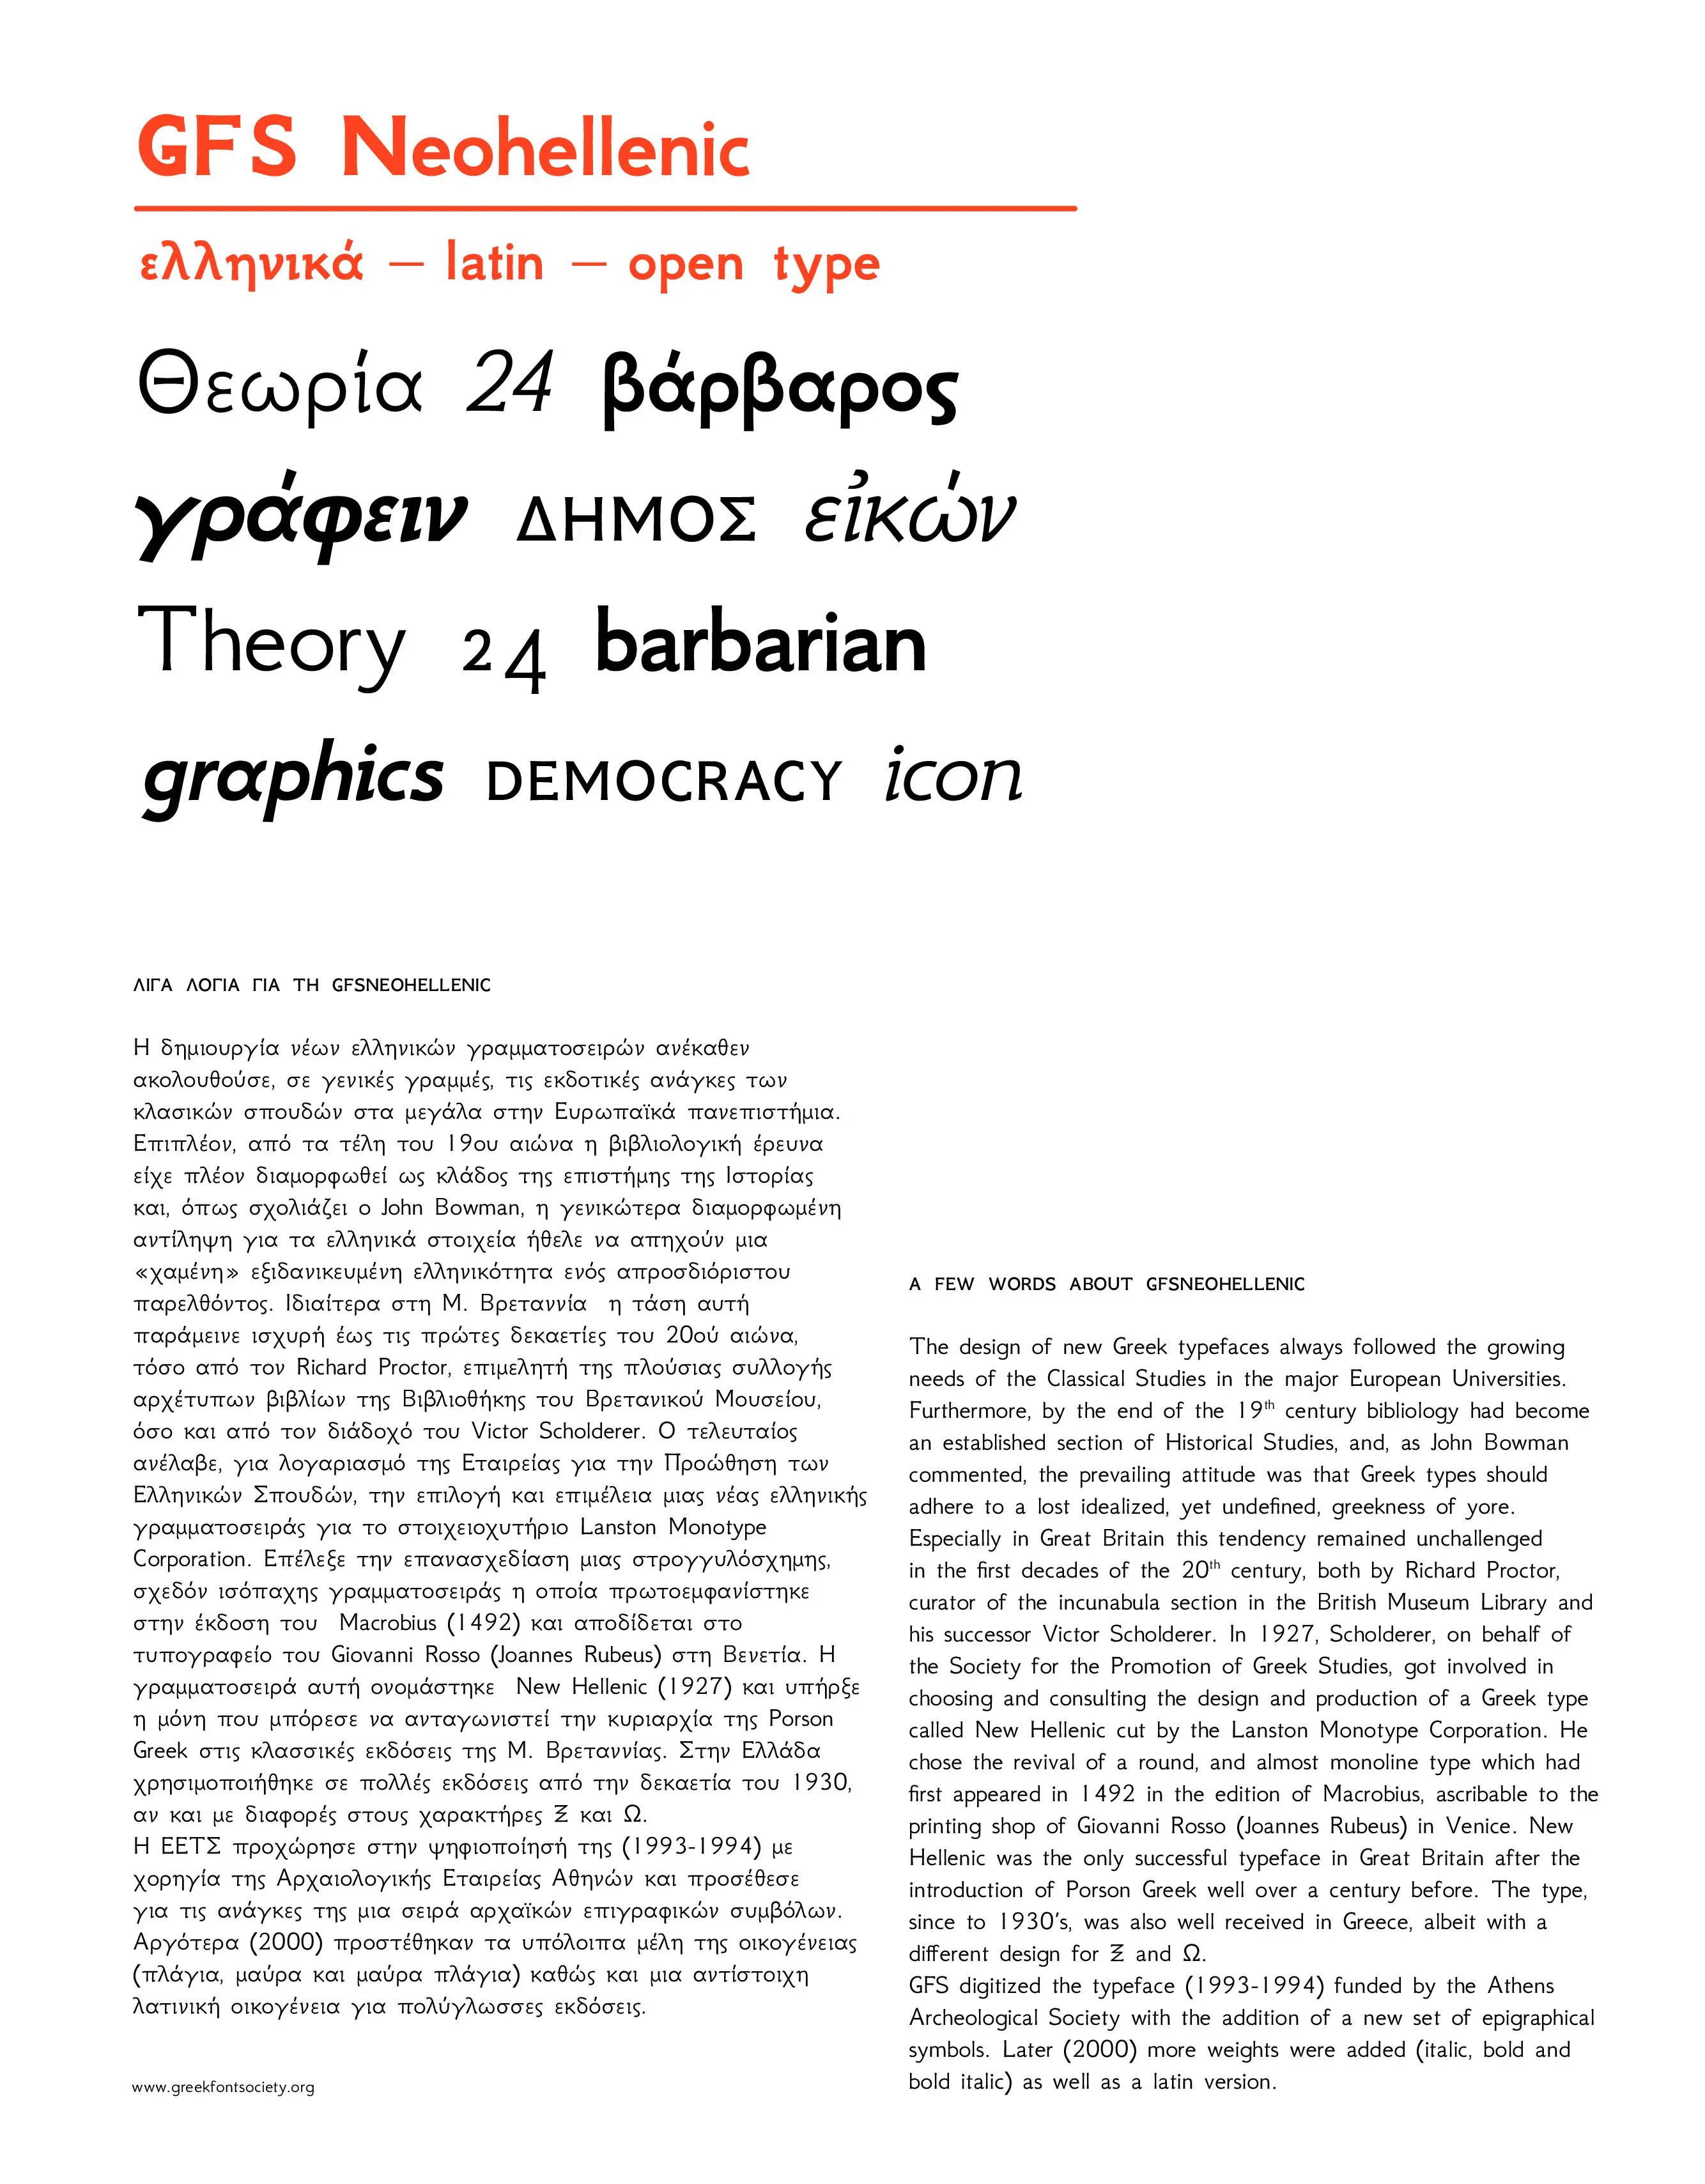 GFS Neohellenic
ελληνικά – latin – open type
Θεωρία 24 βάρβαρος
γράφειν ΔΗΜΟΣ εἰκών
Theory 24 barbarian
graphics DEMOCRACY icon
ΛΙΓΑ ΛΟΓΙΑ ΓΙΑ ΤΗ GFSNEOHELLENIC
Η δημιουργία νέων ελληνικών γραμματοσειρών ανέκαθεν
ακολουθούσε, σε γενικές γραμμές, τις εκδοτικές ανάγκες των
κλασικών σπουδών στα μεγάλα στην Ευρωπαϊκά πανεπιστήμια.
Επιπλέον, από τα τέλη του 19ου αιώνα η βιβλιολογική έρευνα
είχε πλέον διαμορφωθεί ως κλάδος της επιστήμης της Ιστορίας
και, όπως σχολιάζει ο John Bowman, η γενικώτερα διαμορφωμένη
αντίληψη για τα ελληνικά στοιχεία ήθελε να απηχούν μια
«χαμένη» εξιδανικευμένη ελληνικότητα ενός απροσδιόριστου
παρελθόντος. Ιδιαίτερα στη Μ. Βρεταννία η τάση αυτή
παράμεινε ισχυρή έως τις πρώτες δεκαετίες του 20ού αιώνα,
τόσο από τον Richard Proctor, επιμελητή της πλούσιας συλλογής
αρχέτυπων βιβλίων της Βιβλιοθήκης του Βρετανικού Μουσείου,
όσο και από τον διάδοχό του Victor Scholderer. Ο τελευταίος
ανέλαβε, για λογαριασμό της Εταιρείας για την Προώθηση των
Ελληνικών Σπουδών, την επιλογή και επιμέλεια μιας νέας ελληνικής
γραμματοσειράς για το στοιχειοχυτήριο Lanston Monotype
Corporation. Επέλεξε την επανασχεδίαση μιας στρογγυλόσχημης,
σχεδόν ισόπαχης γραμματοσειράς η οποία πρωτοεμφανίστηκε
στην έκδοση του Macrobius (1492) και αποδίδεται στο
τυπογραφείο του Giovanni Rosso (Joannes Rubeus) στη Βενετία. Η
γραμματοσειρά αυτή ονομάστηκε New Hellenic (1927) και υπήρξε
η μόνη που μπόρεσε να ανταγωνιστεί την κυριαρχία της Porson
Greek στις κλασσικές εκδόσεις της Μ. Βρεταννίας. Στην Ελλάδα
χρησιμοποιήθηκε σε πολλές εκδόσεις από την δεκαετία του 1930,
αν και με διαφορές στους χαρακτήρες Ξ και Ω.
Η ΕΕΤΣ προχώρησε στην ψηφιοποίησή της (1993-1994) με
χορηγία της Αρχαιολογικής Εταιρείας Αθηνών και προσέθεσε
για τις ανάγκες της μια σειρά αρχαϊκών επιγραφικών συμβόλων.
Αργότερα (2000) προστέθηκαν τα υπόλοιπα μέλη της οικογένειας
(πλάγια, μαύρα και μαύρα πλάγια) καθώς και μια αντίστοιχη
λατινική οικογένεια για πολύγλωσσες εκδόσεις.
www.greekfontsociety.org
A FEW WORDS ABOUT GFSNEOHELLENIC
The design of new Greek typefaces always followed the growing
needs of the Classical Studies in the major European Universities.
Furthermore, by the end of the 19th century bibliology had become
an established section of Historical Studies, and, as John Bowman
commented, the prevailing attitude was that Greek types should
adhere to a lost idealized, yet undefined, greekness of yore.
Especially in Great Britain this tendency remained unchallenged
in the first decades of the 20th century, both by Richard Proctor,
curator of the incunabula section in the British Museum Library and
his successor Victor Scholderer. In 1927, Scholderer, on behalf of
the Society for the Promotion of Greek Studies, got involved in
choosing and consulting the design and production of a Greek type
called New Hellenic cut by the Lanston Monotype Corporation. He
chose the revival of a round, and almost monoline type which had
first appeared in 1492 in the edition of Macrobius, ascribable to the
printing shop of Giovanni Rosso (Joannes Rubeus) in Venice. New
Hellenic was the only successful typeface in Great Britain after the
introduction of Porson Greek well over a century before. The type,
since to 1930's, was also well received in Greece, albeit with a
different design for Ξ and Ω.
GFS digitized the typeface (1993-1994) funded by the Athens
Archeological Society with the addition of a new set of epigraphical
symbols. Later (2000) more weights were added (italic, bold and
bold italic) as well as a latin version.